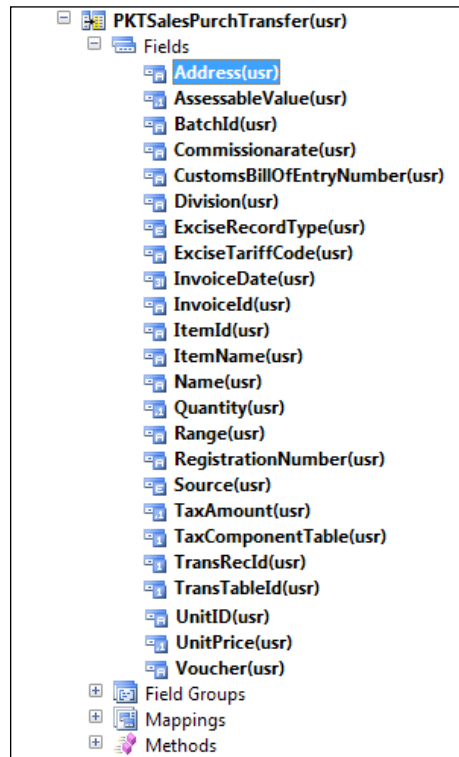 PKTSalesPurchTransfer(usr)
Fields
Address(usr)
AssessableValue(usr)
BatchId(usr)
Commissionarate(usr)
CustomsBillOfEntryNumber(usr)
Division(usr)
ExciseRecordType(usr)
ExciseTariffCode(usr)
InvoiceDate(usr)
InvoiceId(usr)
ItemId(usr)
ItemName(usr)
Name(usr)
Quantity(usr)
Range(usr)
RegistrationNumber(usr)
Source(usr)
TaxAmount(usr)
TaxComponentTable(usr)
TransRecId(usr)
TransTableId(usr)
UnitID(usr)
UnitPrice(usr)
Voucher(usr)
Field Groups
Mappings
Methods